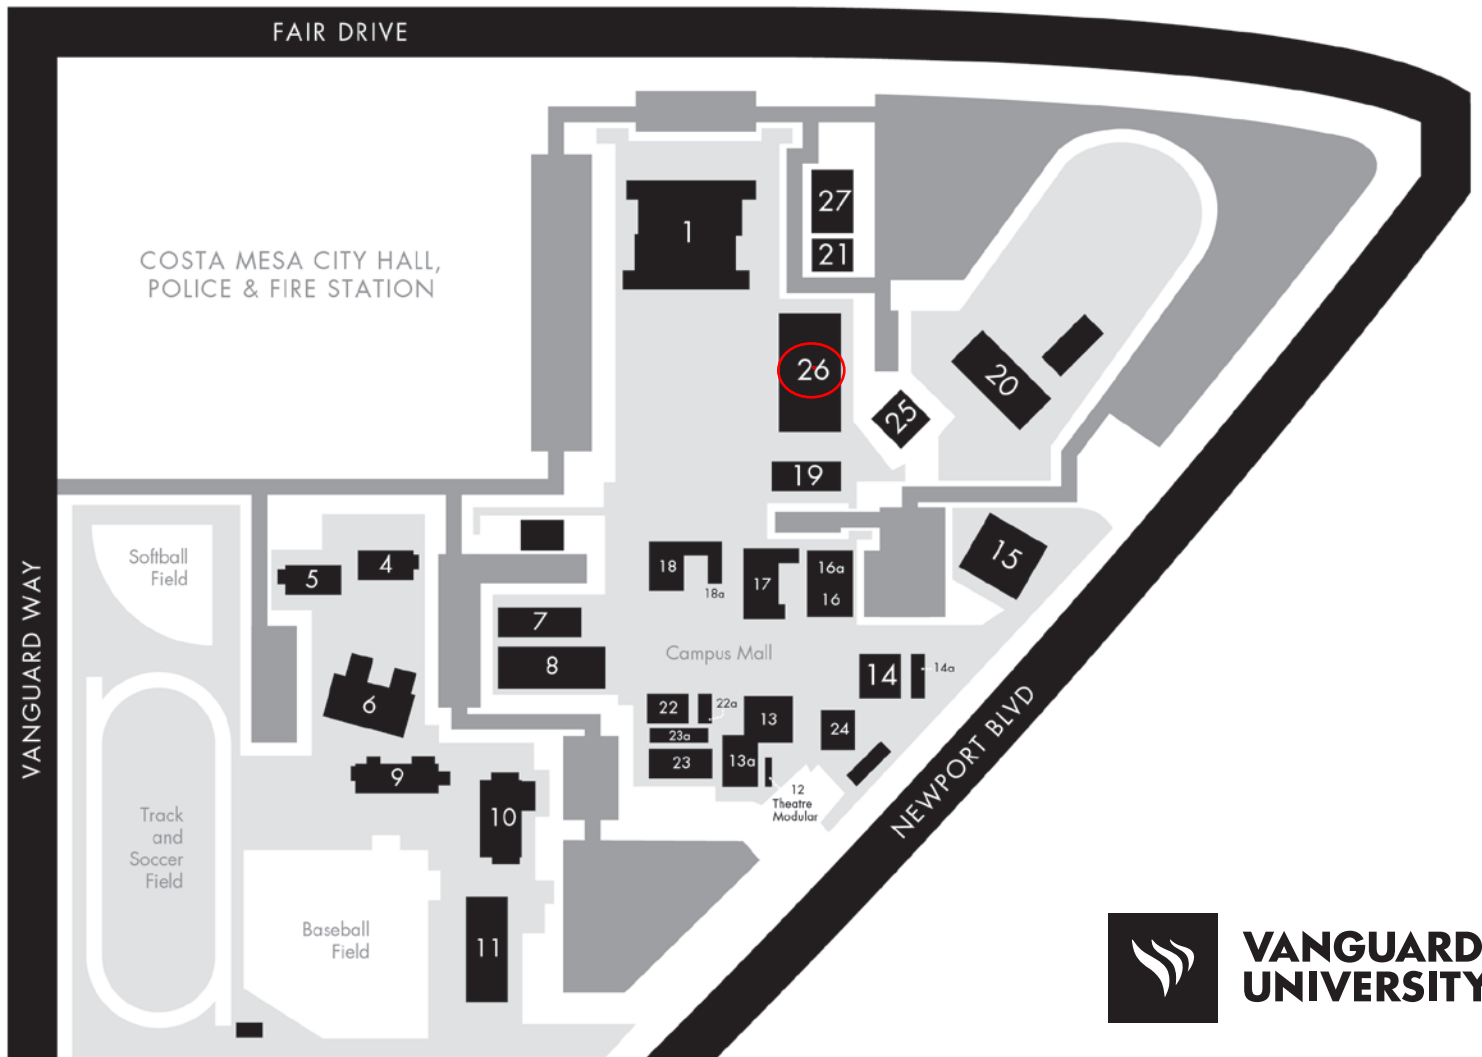 FAIR DRIVE
27
1
21
COSTA MESA CITY HALL,
POLICE & FIRE STATION
26
20
25
19
Softball
Field
4
5
15
18
18a
17
16a
16
VANGUARD WAY
7
8
Campus Mall
14
14a
6
22
22a
13
23a
24
23
13a
9
12
Theatre
Modular
NEWPORT BLVD
10
Track
and
Soccer
Field
Baseball
Field
11
VANGUARD
UNIVERSITY